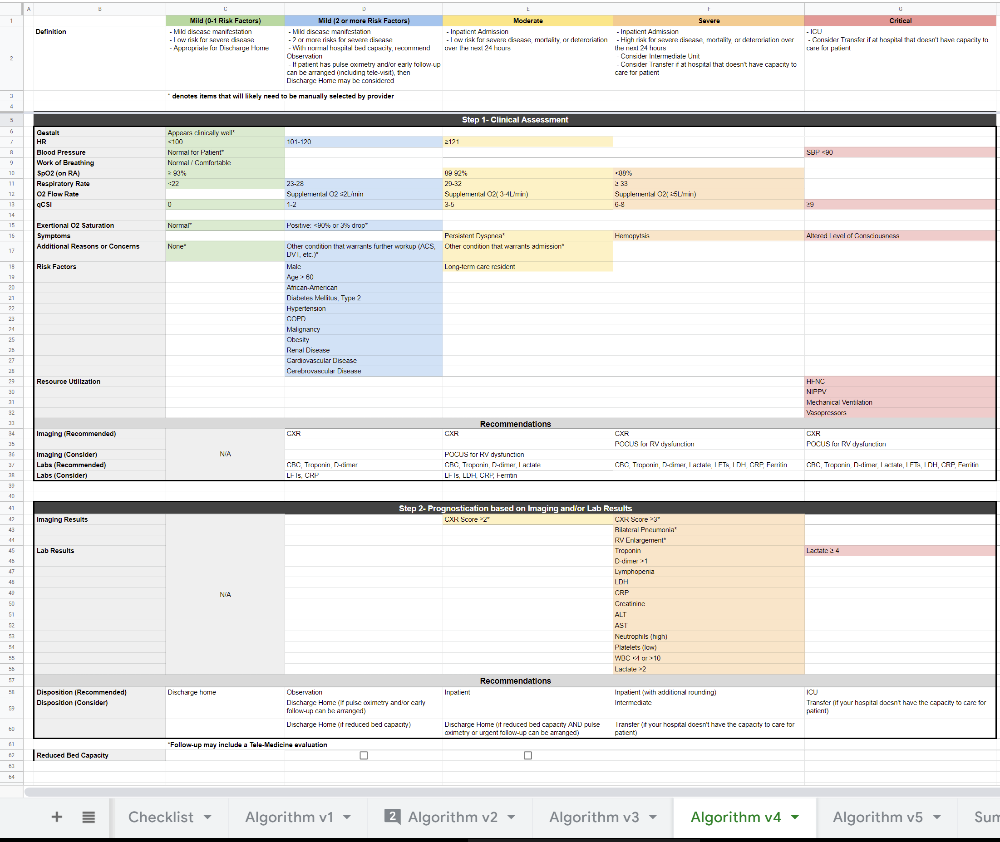 A B C D E F G
1 Mild (0-1 Risk Factors) Mild (2 or more Risk Factors) Moderate Severe Critical
2 Definition
- Mild disease manifestation
- Low risk for severe disease
- Appropriate for Discharge Home
- Mild disease manifestation
- 2 or more risks for severe disease
- With normal hospital bed capacity, recommend
Observation
- If patient has pulse oximetry and/or early follow-up
can be arranged (including tele-visit), then
Discharge Home may be considered
- Inpatient Admission
- Low risk for severe disease, mortality, or deteroriation
over the next 24 hours
- Inpatient Admission
- High risk for severe disease, mortality, or deteroriation over
the next 24 hours
- Consider Intermediate Unit
- Consider Transfer if at hospital that doesn't have capacity to
care for patient
- ICU
- Consider Transfer if at hospital that doesn't have capacity to
care for patient
3 * denotes items that will likely need to be manually selected by provider
4
5 Step 1- Clinical Assessment
6 Gestalt Appears clinically well*
7 HR <100 101-120 ≥121
8 Blood Pressure Normal for Patient* SBP <90
9 Work of Breathing Normal / Comfortable
10 SpO2 (on RA) ≥ 93% 89-92% <88%
11 Respiratory Rate <22 23-28 29-32 ≥ 33
12 O2 Flow Rate Supplemental O2 ≤2L/min Supplemental O2( 3-4L/min) Supplemental O2( ≥5L/min)
13 qCSI 0 1-2 3-5 6-8 ≥9
14
15 Exertional O2 Saturation Normal* Positive: <90% or 3% drop*
16 Symptoms Persistent Dyspnea* Hemopytsis Altered Level of Consciousness
17 Additional Reasons or Concerns None* Other condition that warrants further workup (ACS,
DVT, etc.)* Other condition that warrants admission*
18 Risk Factors Male Long-term care resident
19 Age > 60
20 African-American
21 Diabetes Mellitus, Type 2
22 Hypertension
23 COPD
24 Malignancy
25 Obesity
26 Renal Disease
27 Cardiovascular Disease
28 Cerebrovascular Disease
29 Resource Utilization HFNC
30 NIPPV
31 Mechanical Ventilation
32 Vasopressors
33 Recommendations
34 Imaging (Recommended) CXR CXR CXR CXR
35 POCUS for RV dysfunction POCUS for RV dysfunction
36 Imaging (Consider) N/A POCUS for RV dysfunction
37 Labs (Recommended) CBC, Troponin, D-dimer CBC, Troponin, D-dimer, Lactate CBC, Troponin, D-dimer, Lactate, LFTs, LDH, CRP, Ferritin CBC, Troponin, D-dimer, Lactate, LFTs, LDH, CRP, Ferritin
38 Labs (Consider) LFTs, CRP LFTs, LDH, CRP, Ferritin
39
40
41 Step 2- Prognostication based on Imaging and/or Lab Results
42 Imaging Results CXR Score ≥2* CXR Score ≥3*
43 Bilateral Pneumonia*
44 RV Enlargement*
45 Lab Results Troponin Lactate ≥ 4
46 D-dimer >1
47 Lymphopenia
48 LDH
49 N/A CRP
50 Creatinine
51 ALT
52 AST
53 Neutrophils (high)
54 Platelets (low)
55 WBC <4 or >10
56 Lactate >2
57 Recommendations
58 Disposition (Recommended) Discharge home Observation Inpatient Inpatient (with additional rounding) ICU
59 Disposition (Consider) Discharge Home (If pulse oximetry and/or early
follow-up can be arranged) Intermediate Transfer (if your hospital doesn't have the capacity to care for
patient)
60 Discharge Home (if reduced bed capacity) Discharge Home (if reduced bed capacity AND pulse
oximetry or urgent follow-up can be arranged) Transfer (if your hospital doesn't have the capacity to care for
patient)
61 *Follow-up may include a Tele-Medicine evaluation
62 Reduced Bed Capacity
63
64
+ Checklist Algorithm v1 2 Algorithm v2 Algorithm v3 Algorithm v4 Algorithm v5